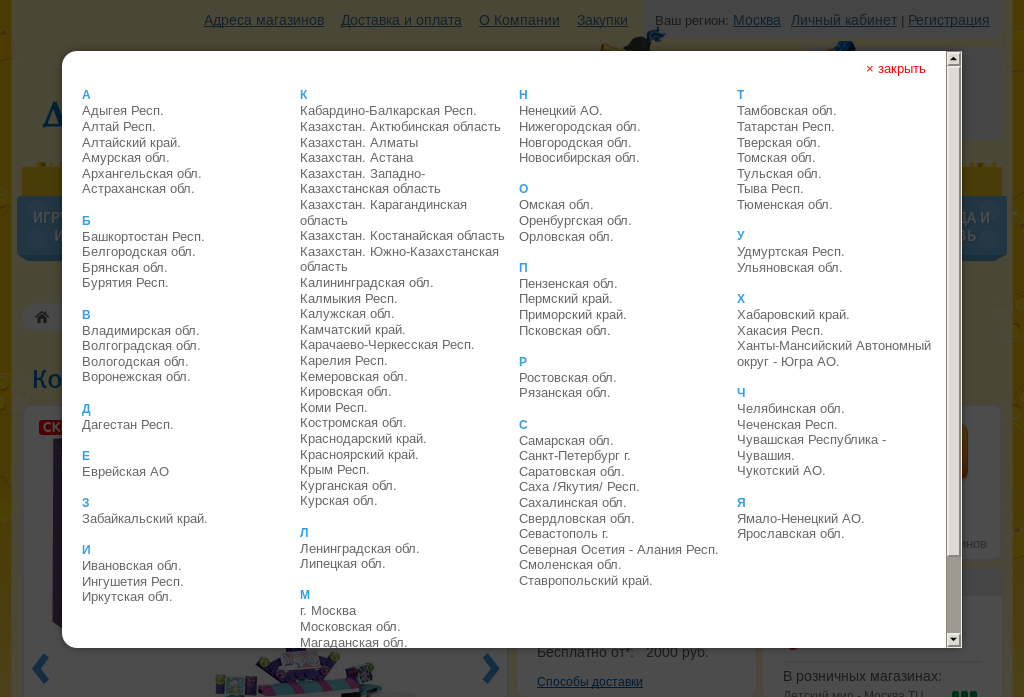 Адреса магазинов Доставка и оплата О Компании Закупки Ваш регион: Москва Личный кабинет | Регистрация
× закрыть
А
Адыгея Респ.
Алтай Респ.
Алтайский край.
Амурская обл.
Архангельская обл.
Астраханская обл.
Б
Башкортостан Респ.
Белгородская обл.
Брянская обл.
Бурятия Респ.
В
Владимирская обл.
Волгоградская обл.
Вологодская обл.
Воронежская обл.
Д
Дагестан Респ.
Е
Еврейская АО
З
Забайкальский край.
И
Ивановская обл.
Ингушетия Респ.
Иркутская обл.
К
Кабардино-Балкарская Респ.
Казахстан. Актюбинская область
Казахстан. Алматы
Казахстан. Астана
Казахстан. Западно-
Казахстанская область
Казахстан. Карагандинская
область
Казахстан. Костанайская область
Казахстан. Южно-Казахстанская
область
Калининградская обл.
Калмыкия Респ.
Калужская обл.
Камчатский край.
Карачаево-Черкесская Респ.
Карелия Респ.
Кемеровская обл.
Кировская обл.
Коми Респ.
Костромская обл.
Краснодарский край.
Красноярский край.
Крым Респ.
Курганская обл.
Курская обл.
Л
Ленинградская обл.
Липецкая обл.
М
г. Москва
Московская обл.
Магаданская обл.
Н
Ненецкий АО.
Нижегородская обл.
Новгородская обл.
Новосибирская обл.
О
Омская обл.
Оренбургская обл.
Орловская обл.
П
Пензенская обл.
Пермский край.
Приморский край.
Псковская обл.
Р
Ростовская обл.
Рязанская обл.
С
Самарская обл.
Санкт-Петербург г.
Саратовская обл.
Саха /Якутия/ Респ.
Сахалинская обл.
Свердловская обл.
Севастополь г.
Северная Осетия - Алания Респ.
Смоленская обл.
Ставропольский край.
Т
Тамбовская обл.
Татарстан Респ.
Тверская обл.
Томская обл.
Тульская обл.
Тыва Респ.
Тюменская обл.
У
Удмуртская Респ.
Ульяновская обл.
Х
Хабаровский край.
Хакасия Респ.
Ханты-Мансийский Автономный
округ - Югра АО.
Ч
Челябинская обл.
Чеченская Респ.
Чувашская Республика -
Чувашия.
Чукотский АО.
Я
Ямало-Ненецкий АО.
Ярославская обл.
Бесплатно от*: 2000 руб.
Способы доставки
В розничных магазинах:
Детский мир - Москва ТЦ